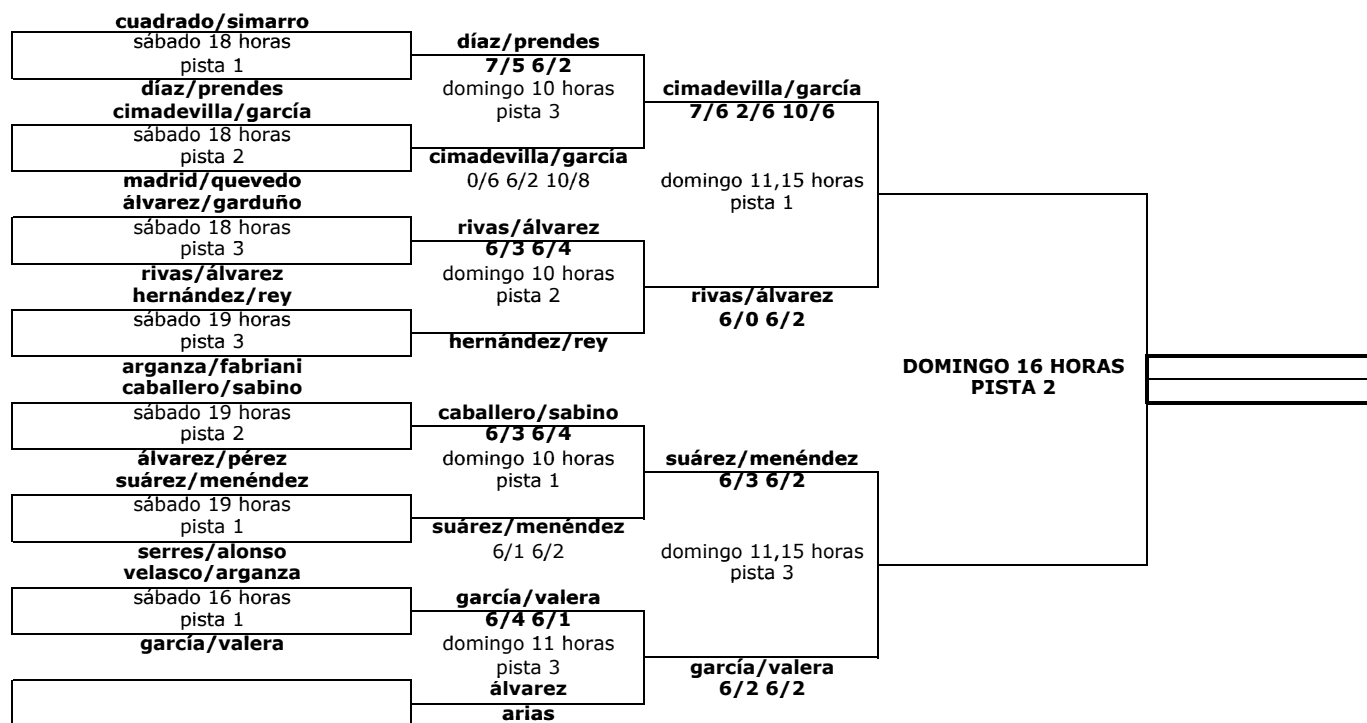 cuadrado/simarro
sábado 18 horas
pista 1
díaz/prendes
cimadevilla/garcía
sábado 18 horas
pista 2
madrid/quevedo
álvarez/garduño
sábado 18 horas
pista 3
rivas/álvarez
hernández/rey
sábado 19 horas
pista 3
arganza/fabriani
caballero/sabino
sábado 19 horas
pista 2
álvarez/pérez
suárez/menéndez
sábado 19 horas
pista 1
serres/alonso
velasco/arganza
sábado 16 horas
pista 1
garcía/valera
díaz/prendes
7/5 6/2
domingo 10 horas
pista 3
cimadevilla/garcía
0/6 6/2 10/8
rivas/álvarez
6/3 6/4
domingo 10 horas
pista 2
hernández/rey
caballero/sabino
6/3 6/4
domingo 10 horas
pista 1
suárez/menéndez
6/1 6/2
garcía/valera
6/4 6/1
domingo 11 horas
pista 3
álvarez
arias
cimadevilla/garcía
7/6 2/6 10/6
domingo 11,15 horas
pista 1
rivas/álvarez
6/0 6/2
suárez/menéndez
6/3 6/2
domingo 11,15 horas
pista 3
garcía/valera
6/2 6/2
DOMINGO 16 HORAS
PISTA 2